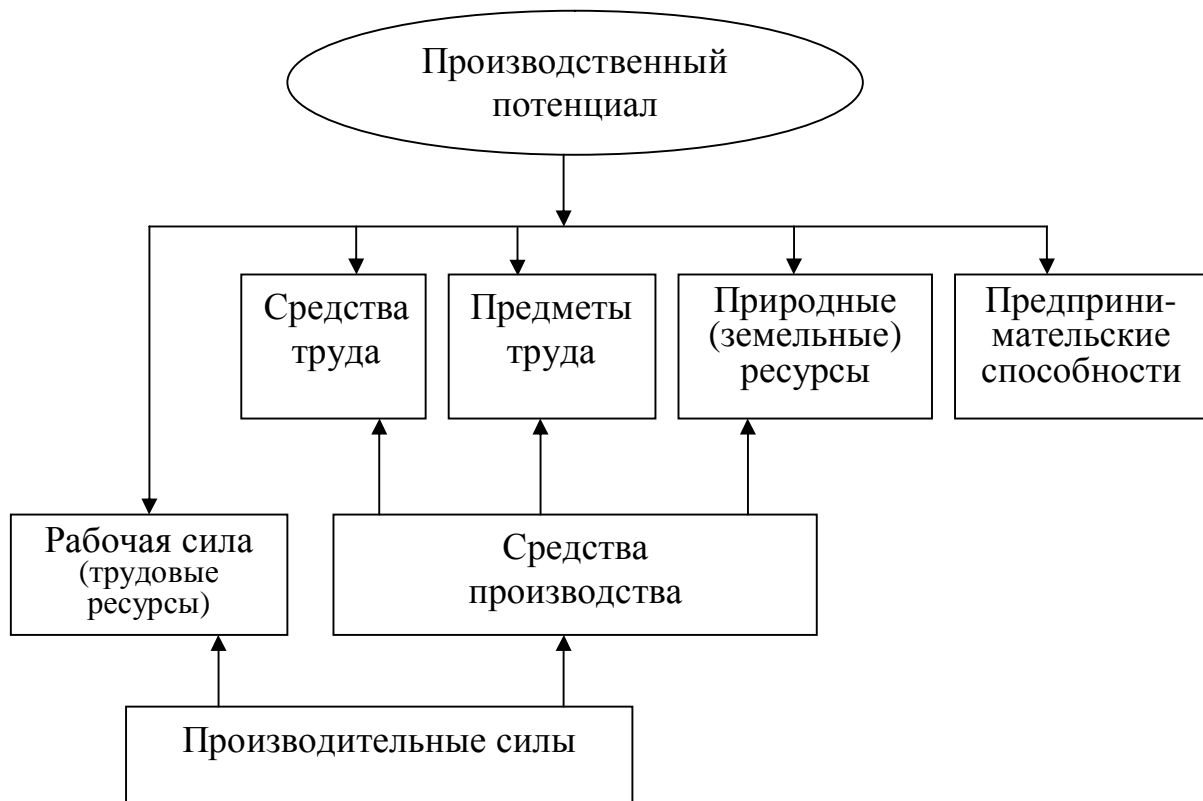 Производственный
потенциал
Средства
труда
Предметы
труда
Природные
(земельные)
ресурсы
Предприни-
мательские
способности
Рабочая сила
(трудовые
ресурсы)
Средства
производства
Производительные силы